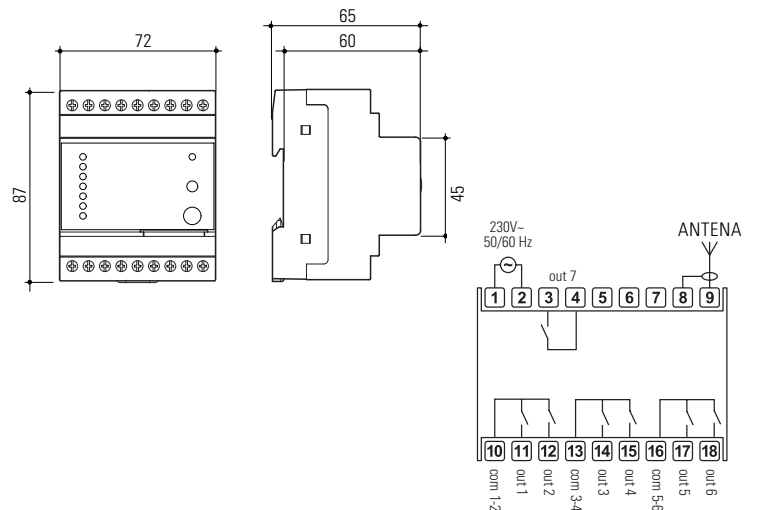 72
87
65
60
45
230V~
50/60 Hz
ANTENA
out 7
1 2 3 4 5 6 7 8 9
10 11 12 13 14 15 16 17 18
com 1-2
out 1
out 2
com 3-4
out 3
out 4
com 5-6
out 5
out 6